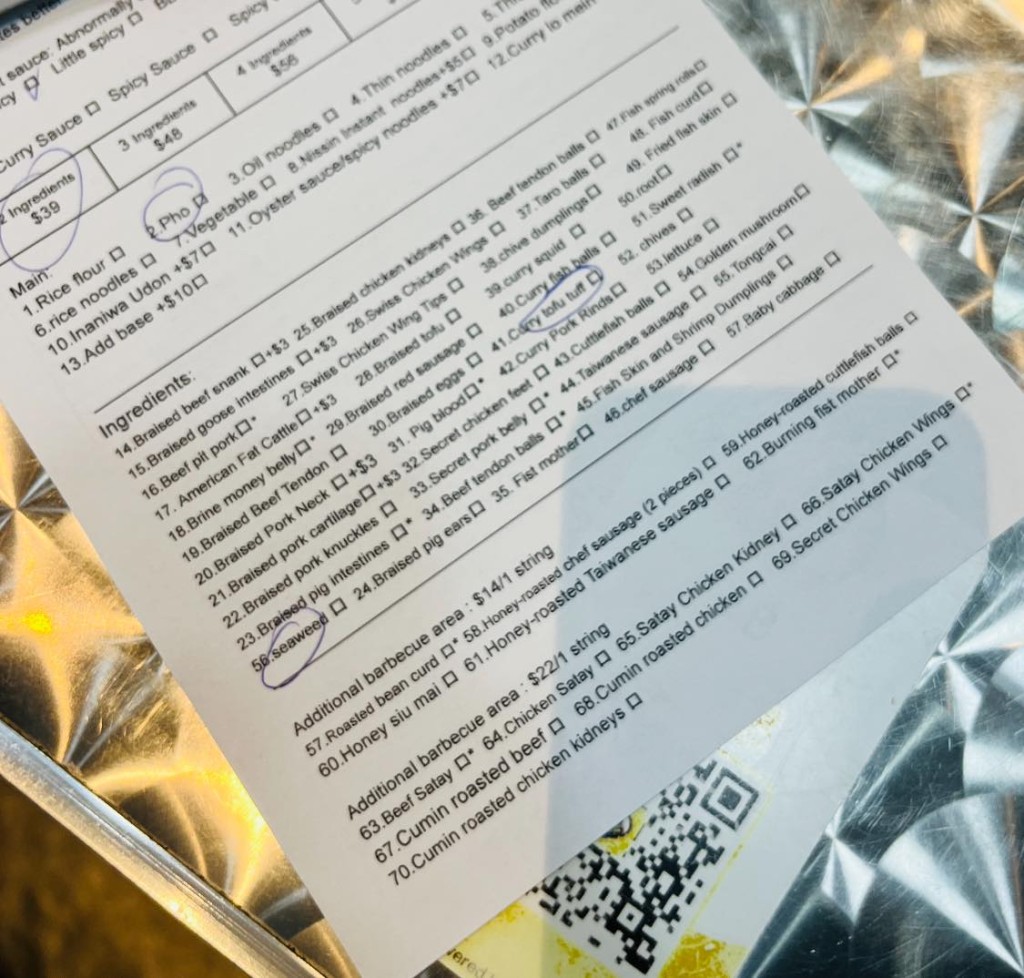 sauce: Abnormally
Little spicy □
Curry Sauce □ Spicy Sauce □ Spicy
2 Ingredients $39
3 Ingredients $48
4 Ingredients $56
Main:
1.Rice flour □ 2.Pho □ 3.Oil noodles □ 4.Thin noodles □
6.rice noodles □ 7.Vegetable □ 8.Nissin Instant noodles+$5□ 9.Potato
10.Inaniwa Udon +$7□ 11.Oyster sauce/spicy noodles +$7□ 12.Curry lo main
13.Add base +$10□
Ingredients:
14.Braised beef snank □+$3 25.Braised chicken kidneys □ 36. Beef tendon balls □ 47.Fish spring rolls□
15.Braised goose intestines □+$3 26.Swiss Chicken Wings □ 37.Taro balls □ 48. Fish curd□
16.Beef pit pork□* 27.Swiss Chicken Wing Tips □ 38.chive dumplings□ 49. Fried fish skin □
17. American Fat Cattle□+$3 28.Braised tofu □ 39.curry squid □ 50.root□
18.Brine money belly□* 29.Braised red sausage □ 40.Curry fish balls □ 51.Sweet radish □*
19.Braised Beef Tendon □ 30.Braised eggs □ 41.Curry tofu tuff □ 52. chives □
20.Braised Pork Neck □+$3 31. Pig blood□* 42.Curry Pork Rinds□ 53.lettuce □
21.Braised pork cartilage□+$3 32.Secret chicken feet □ 43.Cuttlefish balls □ 54.Golden mushroom□
22.Braised pork knuckles □ 33.Secret pork belly □* 44.Taiwanese sausage □ 55.Tongcai □
23.Braised pig intestines □* 34.Beef tendon balls □* 45.Fish Skin and Shrimp Dumplings □
56.seaweed □ 24.Braised pig ears□ 35. Fist mother□ 46.chef sausage □ 57.Baby cabbage □
Additional barbecue area : $14/1 string
57.Roasted bean curd □* 58.Honey-roasted chef sausage (2 pieces) □ 59.Honey-roasted cuttlefish balls □
60.Honey siu mai □ 61.Honey-roasted Taiwanese sausage □ 62.Burning fist mother □*
Additional barbecue area : $22/1 string
63.Beef Satay □* 64.Chicken Satay □ 65.Satay Chicken Kidney □ 66.Satay Chicken Wings □*
67.Cumin roasted beef □ 68.Cumin roasted chicken □ 69.Secret Chicken Wings □
70.Cumin roasted chicken kidneys □